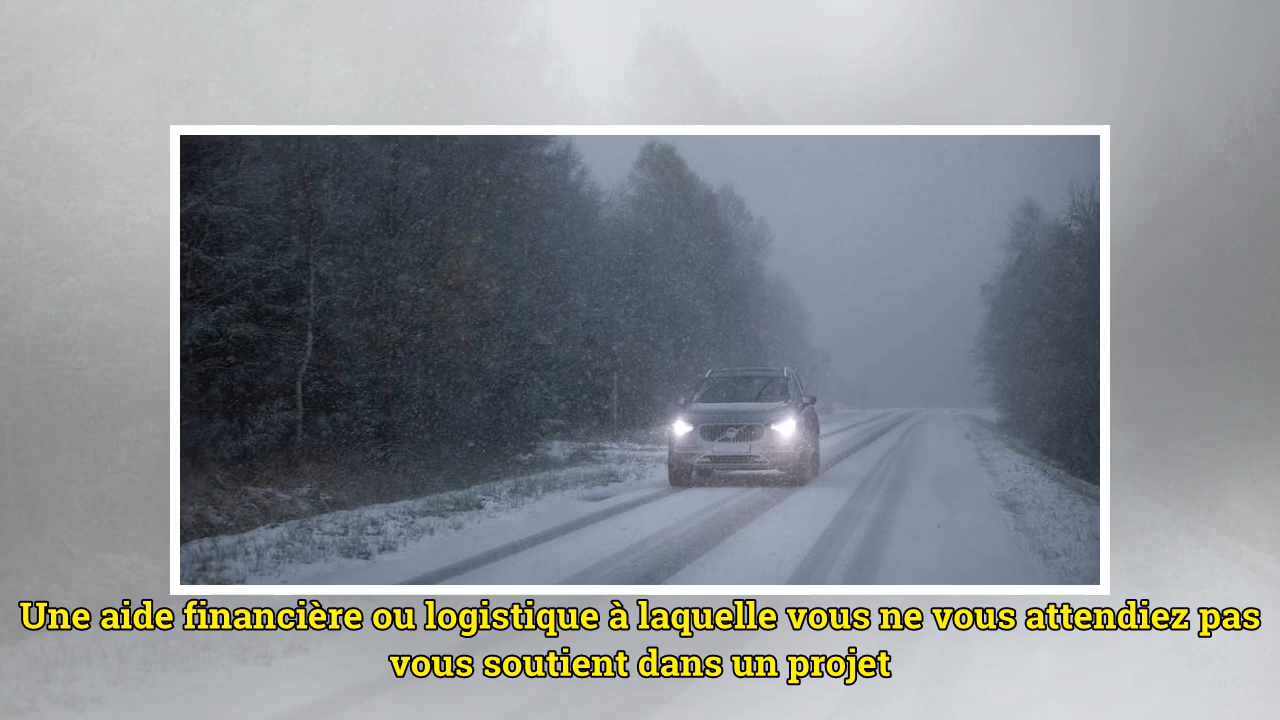 Une aide financière ou logistique à laquelle vous ne vous attendiez pas
vous soutient dans un projet